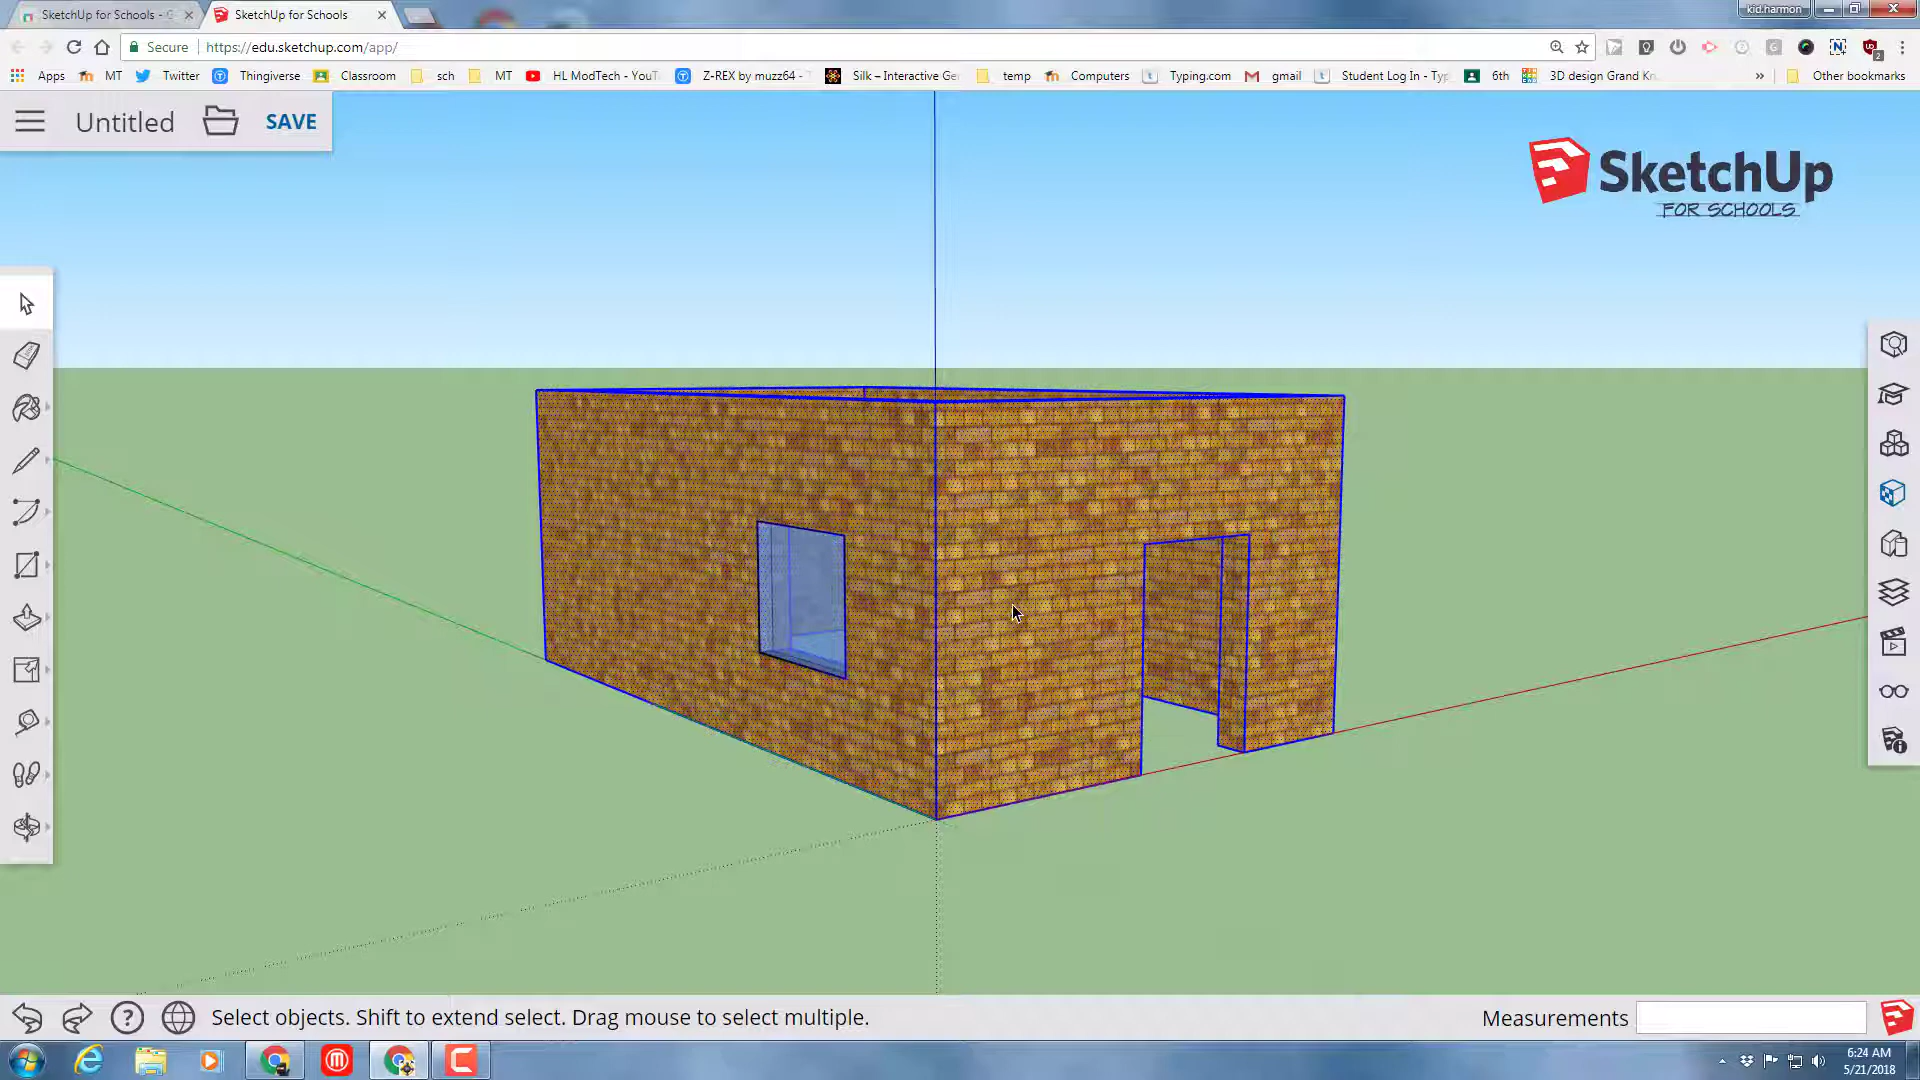 SketchUp for Schools -
SketchUp for Schools
kid.harmon
Secure
https://edu.sketchup.com/app/
Apps
MT
Twitter
Thingiverse
Classroom
sch
MT
HL ModTech - YouT
Z-REX by muzz64 -
Silk – Interactive Ge
temp
Computers
Typing.com
gmail
Student Log In - Typ
6th
3D design Grand Kn
»
Other bookmarks
Untitled
SAVE
SketchUp
FOR SCHOOLS
Select objects. Shift to extend select. Drag mouse to select multiple.
Measurements
6:24 AM
5/21/2018